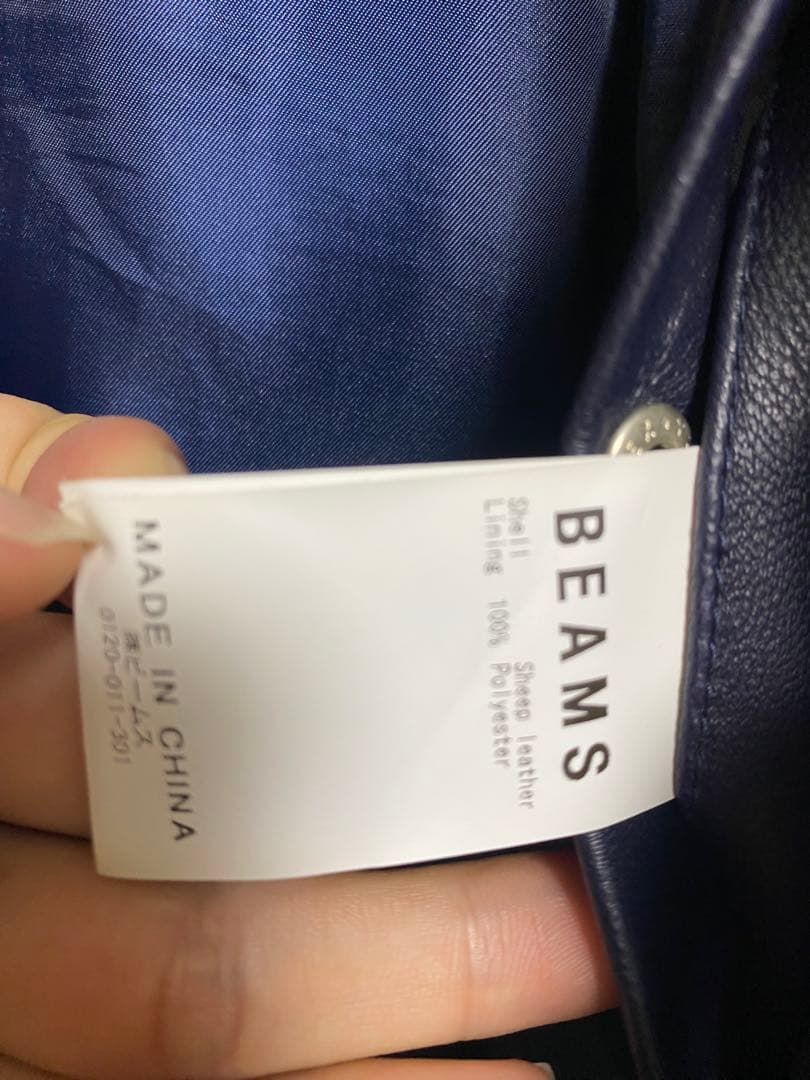 BEAMS
Shell Sheep leather
Lining 100% Polyester
MADE IN CHINA
㈱ビームス
0120-011-301